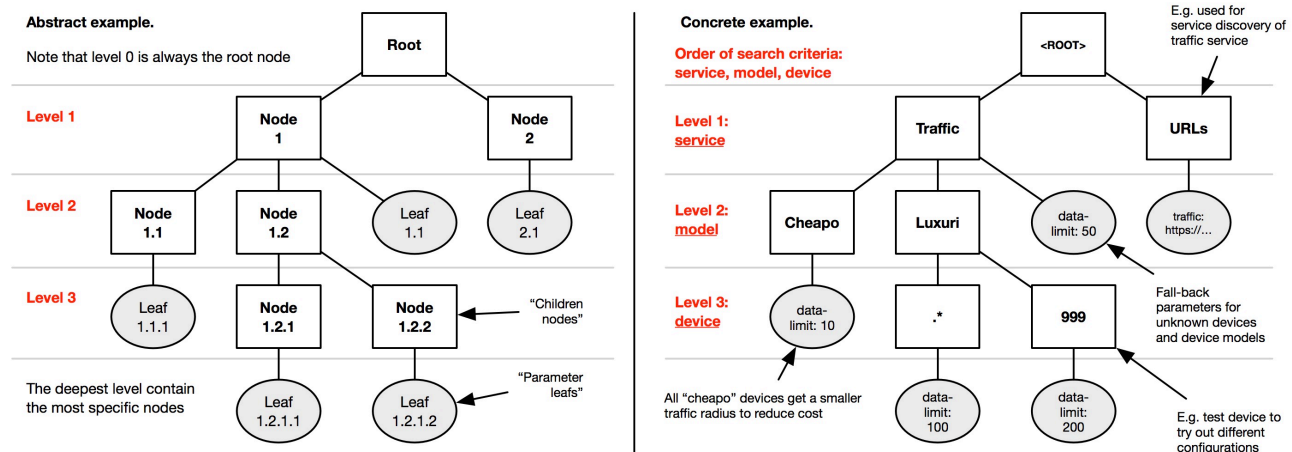 Abstract example.
Note that level 0 is always the root node
Root
Level 1
Node
1
Node
2
Level 2
Node
1.1
Node
1.2
Leaf
1.1
Leaf
2.1
Level 3
Leaf
1.1.1
Node
1.2.1
Node
1.2.2
“Children
nodes”
The deepest level contain
the most specific nodes
Leaf
1.2.1.1
Leaf
1.2.1.2
“Parameter
leafs”
Concrete example.
Order of search criteria:
service, model, device
<ROOT>
E.g. used for
service discovery of
traffic service
Level 1:
service
Traffic
URLs
Level 2:
model
Cheapo
Luxuri
data-
limit: 50
traffic:
https://...
Level 3:
device
data-
limit: 10
.*
999
Fall-back
parameters for
unknown devices
and device models
All “cheapo” devices get a smaller
traffic radius to reduce cost
data-
limit:
100
data-
limit:
200
E.g. test device to
try out different
configurations